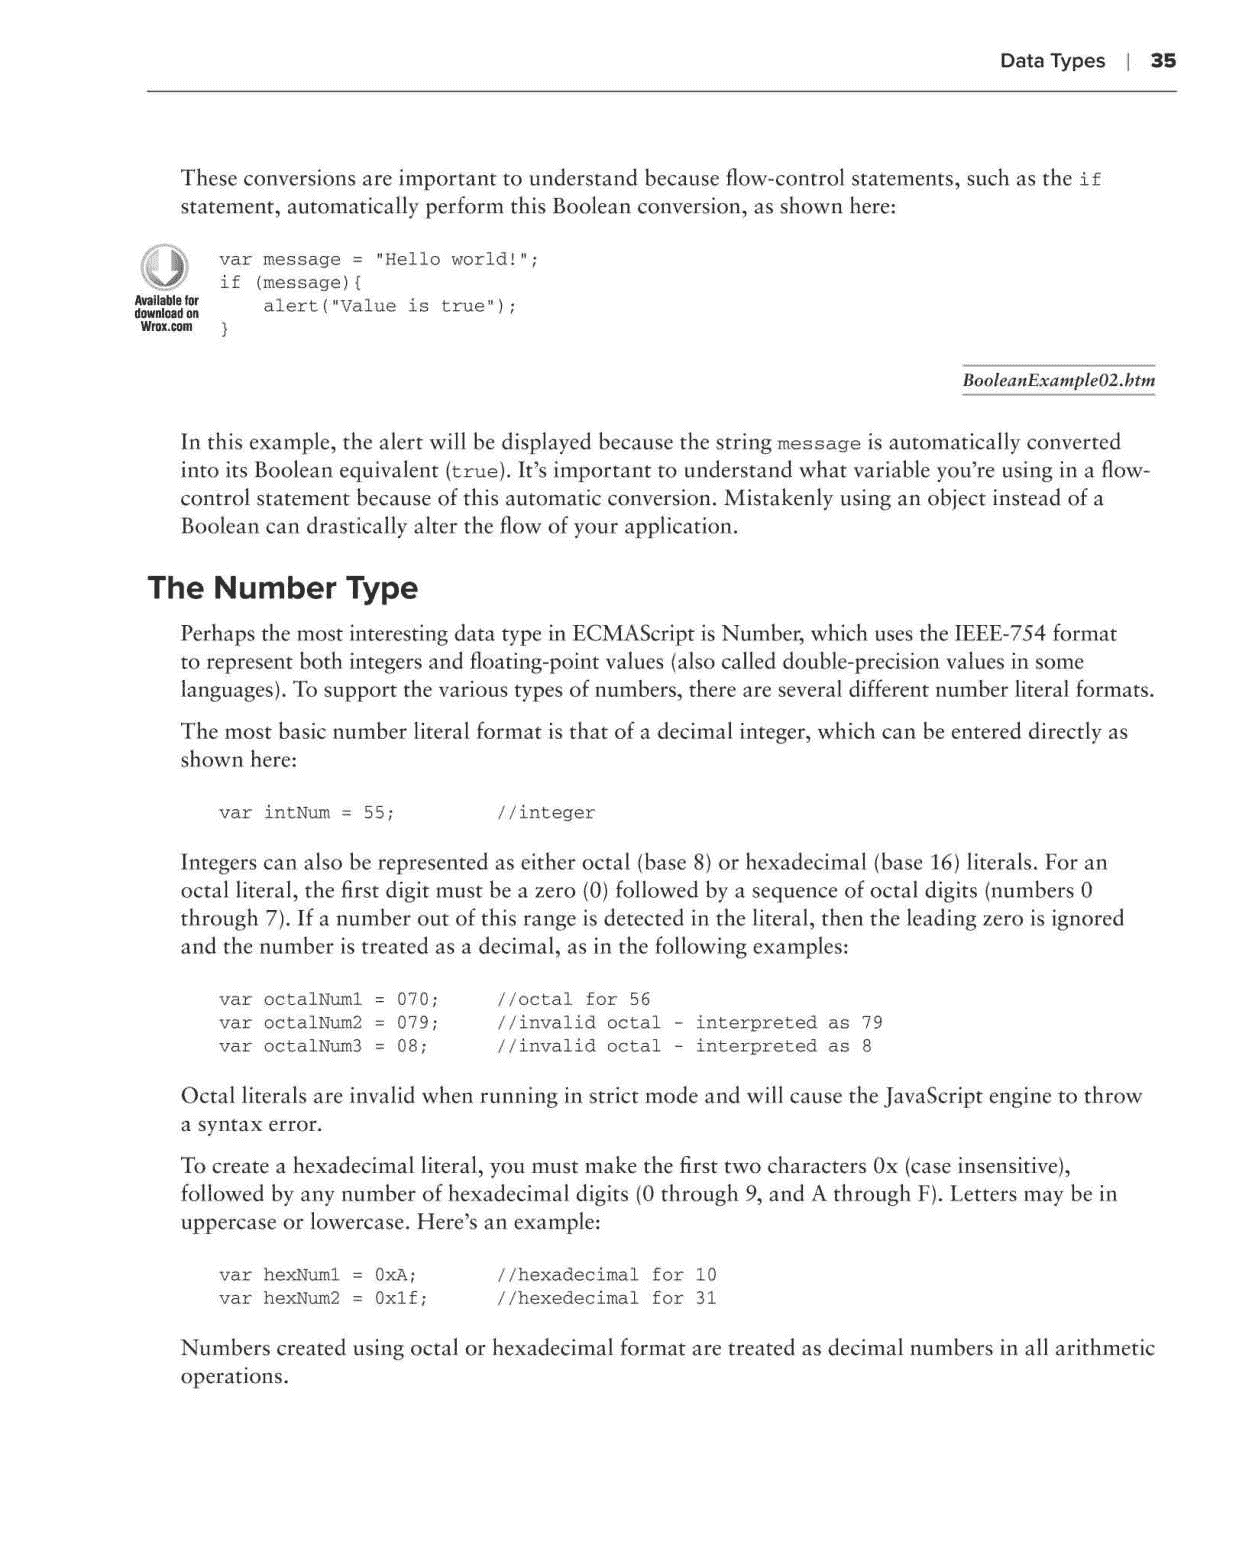 Data Types | 35
These conversions are important to understand because flow-control statements, such as the if
statement, automatically perform this Boolean conversion, as shown here:
var message = "Hello world!";
if (message){
    alert("Value is true");
}
Available for
download on
Wrox.com
BooleanExample02.htm
In this example, the alert will be displayed because the string message is automatically converted
into its Boolean equivalent (true). It’s important to understand what variable you’re using in a flow-
control statement because of this automatic conversion. Mistakenly using an object instead of a
Boolean can drastically alter the flow of your application.
The Number Type
Perhaps the most interesting data type in ECMAScript is Number, which uses the IEEE-754 format
to represent both integers and floating-point values (also called double-precision values in some
languages). To support the various types of numbers, there are several different number literal formats.
The most basic number literal format is that of a decimal integer, which can be entered directly as
shown here:
var intNum = 55;         //integer
Integers can also be represented as either octal (base 8) or hexadecimal (base 16) literals. For an
octal literal, the first digit must be a zero (0) followed by a sequence of octal digits (numbers 0
through 7). If a number out of this range is detected in the literal, then the leading zero is ignored
and the number is treated as a decimal, as in the following examples:
var octalNum1 = 070;     //octal for 56
var octalNum2 = 079;     //invalid octal - interpreted as 79
var octalNum3 = 08;      //invalid octal - interpreted as 8
Octal literals are invalid when running in strict mode and will cause the JavaScript engine to throw
a syntax error.
To create a hexadecimal literal, you must make the first two characters 0x (case insensitive),
followed by any number of hexadecimal digits (0 through 9, and A through F). Letters may be in
uppercase or lowercase. Here’s an example:
var hexNum1 = 0xA;       //hexadecimal for 10
var hexNum2 = 0x1f;      //hexedecimal for 31
Numbers created using octal or hexadecimal format are treated as decimal numbers in all arithmetic
operations.